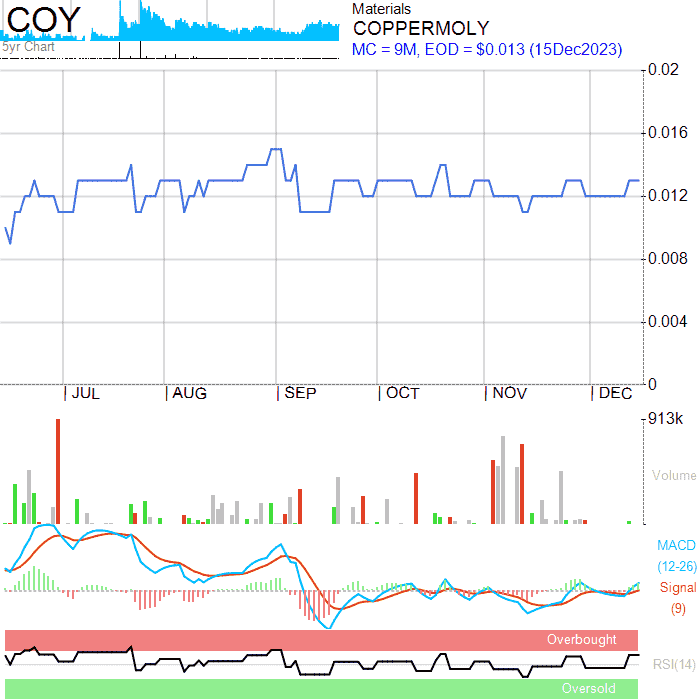 COY
5yr Chart
Materials
COPPERMOLY
MC = 9M, EOD = $0.013 (15Dec2023)
0.02
0.016
0.012
0.008
0.004
0
JUL AUG SEP OCT NOV DEC
913k
Volume
MACD
(12-26)
Signal
(9)
Overbought
RSI(14)
Oversold